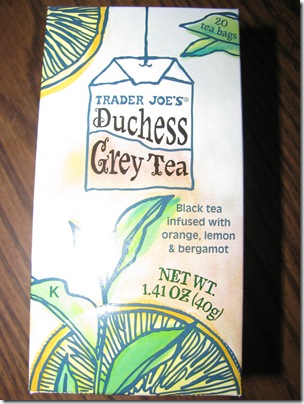 20
tea bags
TRADER JOE'S®
Duchess
Grey Tea
Black tea
infused with
orange, lemon
& bergamot
NET WT.
1.41 OZ (40g)
K